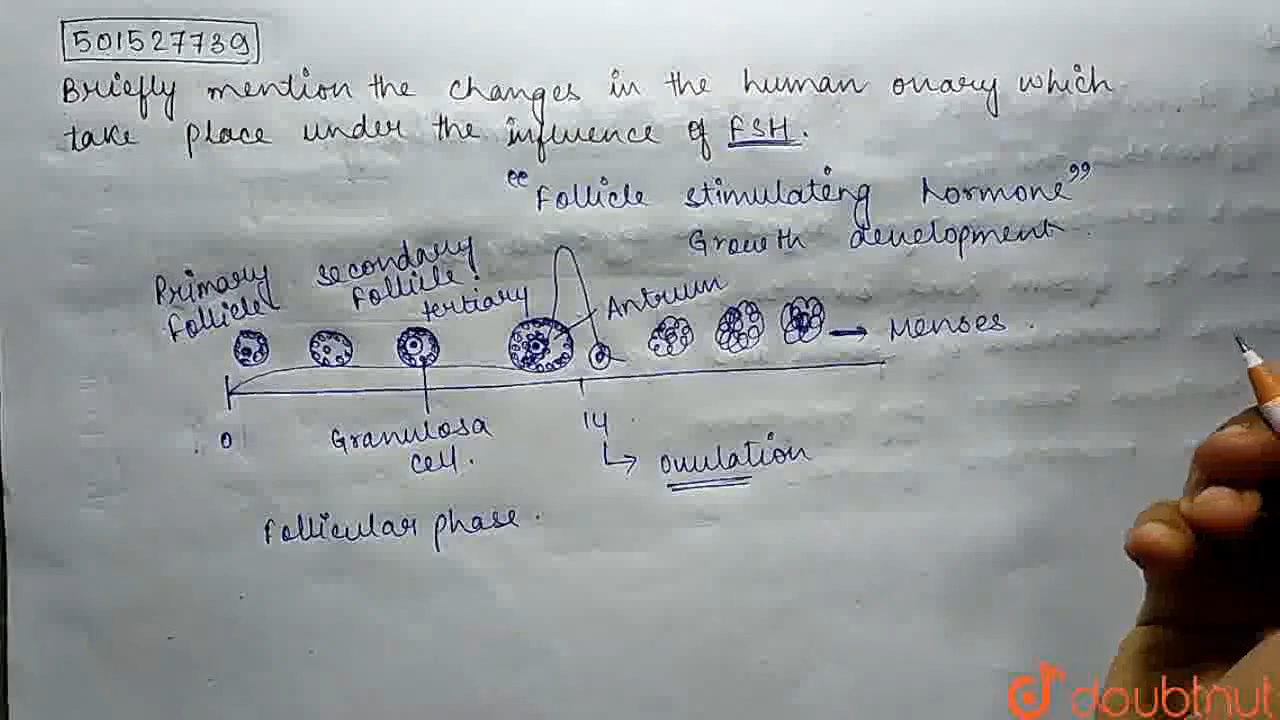 501527739
Briefly mention the changes in the human ovary which
take place under the influence of FSH.
"Follicle stimulating hormone"
Growth development.
Primary
follicle
secondary
follicle.
tertiary
Antrum
Menses.
0
Granulosa
cell.
14
ovulation
Follicular phase.
doubtnut